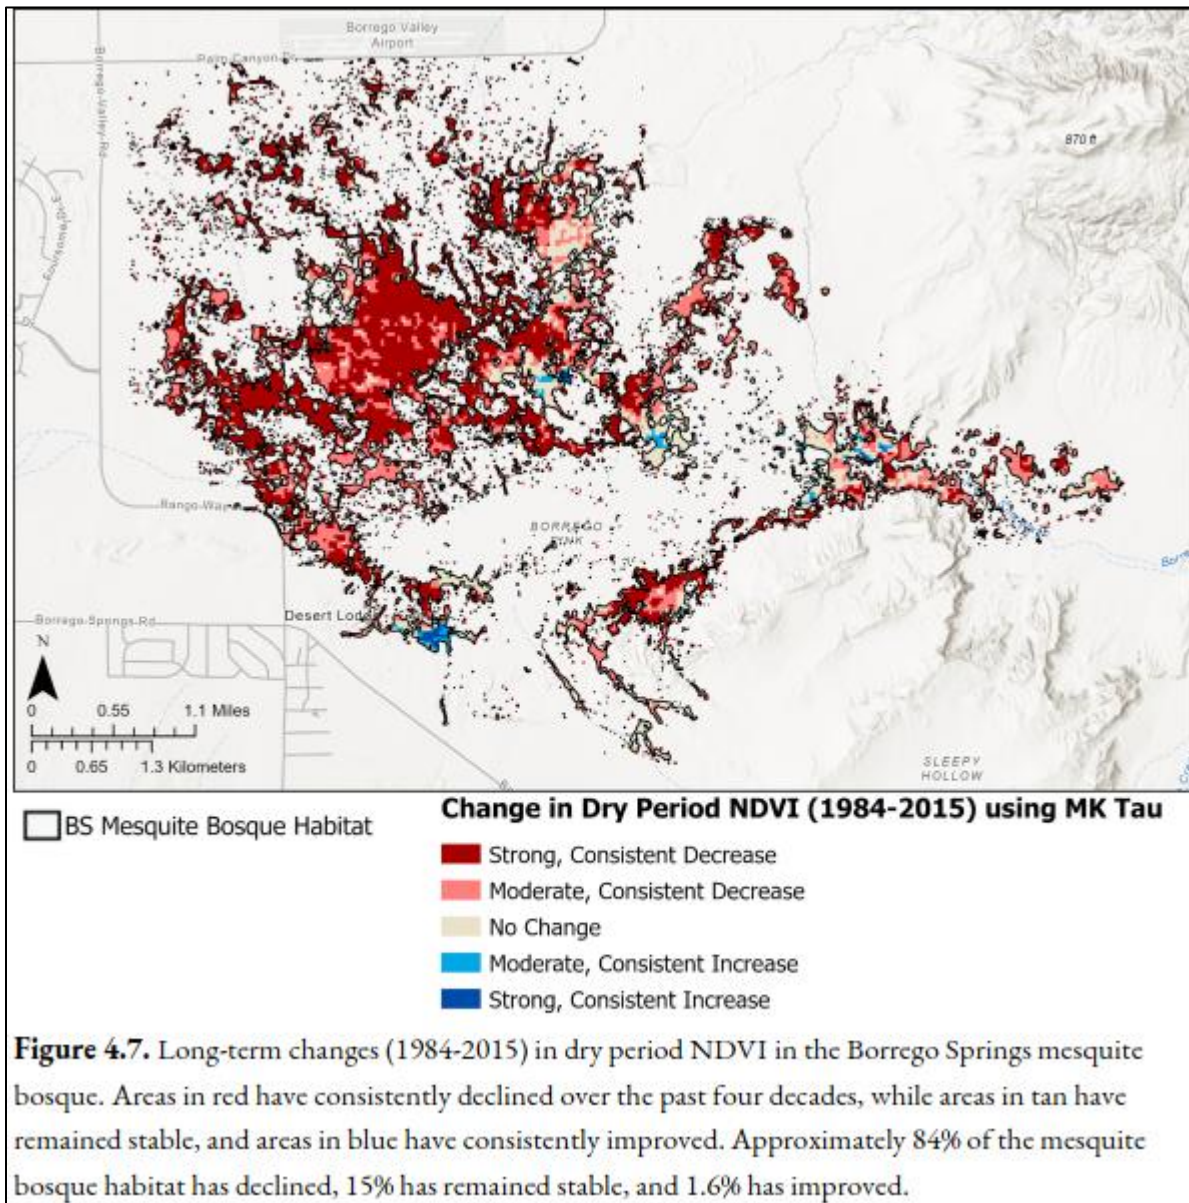 Borrego Valley
Airport
Palm Canyon Dr
Borrego-Valley-Rd
870 ft
Rango-Way
BORREGO
SINK
Desert Lod
Borrego Springs Rd
N
0 0.55 1.1 Miles
0 0.65 1.3 Kilometers
SLEEPY
HOLLOW
BS Mesquite Bosque Habitat
Change in Dry Period NDVI (1984-2015) using MK Tau
Strong, Consistent Decrease
Moderate, Consistent Decrease
No Change
Moderate, Consistent Increase
Strong, Consistent Increase
Figure 4.7. Long-term changes (1984-2015) in dry period NDVI in the Borrego Springs mesquite
bosque. Areas in red have consistently declined over the past four decades, while areas in tan have
remained stable, and areas in blue have consistently improved. Approximately 84% of the mesquite
bosque habitat has declined, 15% has remained stable, and 1.6% has improved.